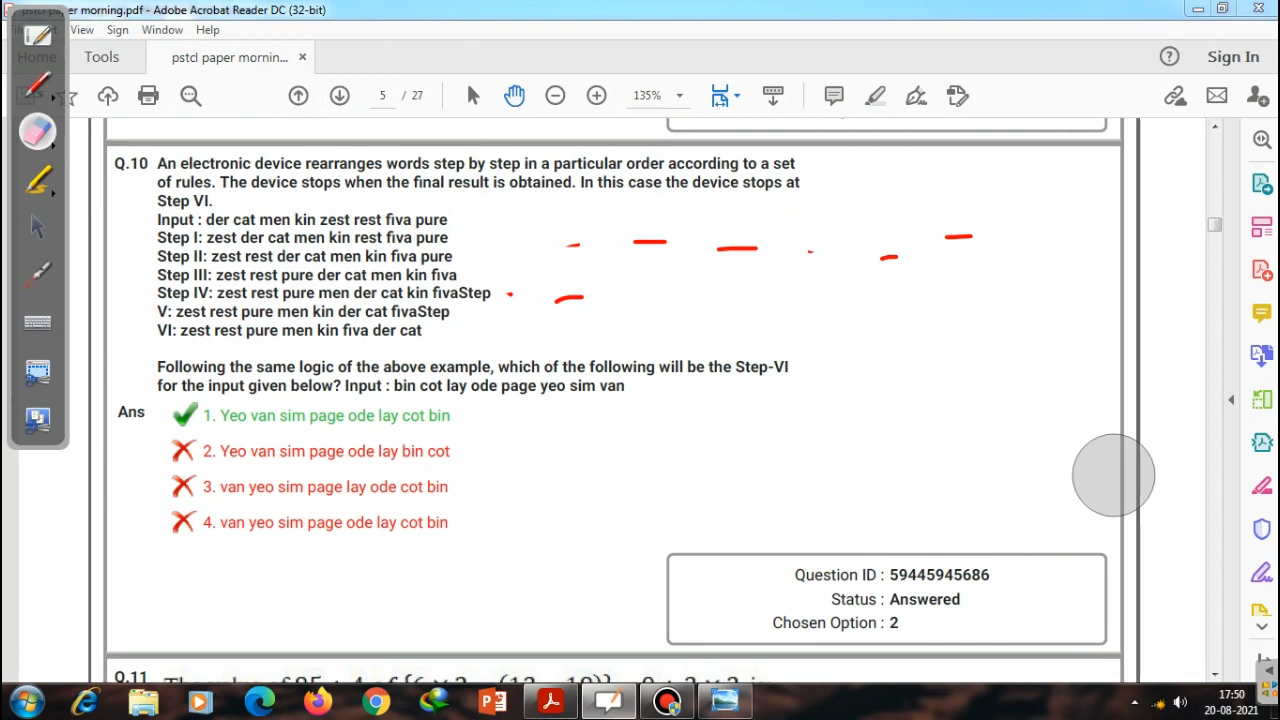 pstcl paper morning.pdf - Adobe Acrobat Reader DC (32-bit)
View Sign Window Help
Home Tools pstcl paper mornin... × Sign In
5 / 27 135%
Q.10 An electronic device rearranges words step by step in a particular order according to a set
of rules. The device stops when the final result is obtained. In this case the device stops at
Step VI.
Input : der cat men kin zest rest fiva pure
Step I: zest der cat men kin rest fiva pure
Step II: zest rest der cat men kin fiva pure
Step III: zest rest pure der cat men kin fiva
Step IV: zest rest pure men der cat kin fivaStep
V: zest rest pure men kin der cat fivaStep
VI: zest rest pure men kin fiva der cat
Following the same logic of the above example, which of the following will be the Step-VI
for the input given below? Input : bin cot lay ode page yeo sim van
Ans 1. Yeo van sim page ode lay cot bin
2. Yeo van sim page ode lay bin cot
3. van yeo sim page lay ode cot bin
4. van yeo sim page ode lay cot bin
Question ID : 59445945686
Status : Answered
Chosen Option : 2
Q.11
17:50
20-08-2021